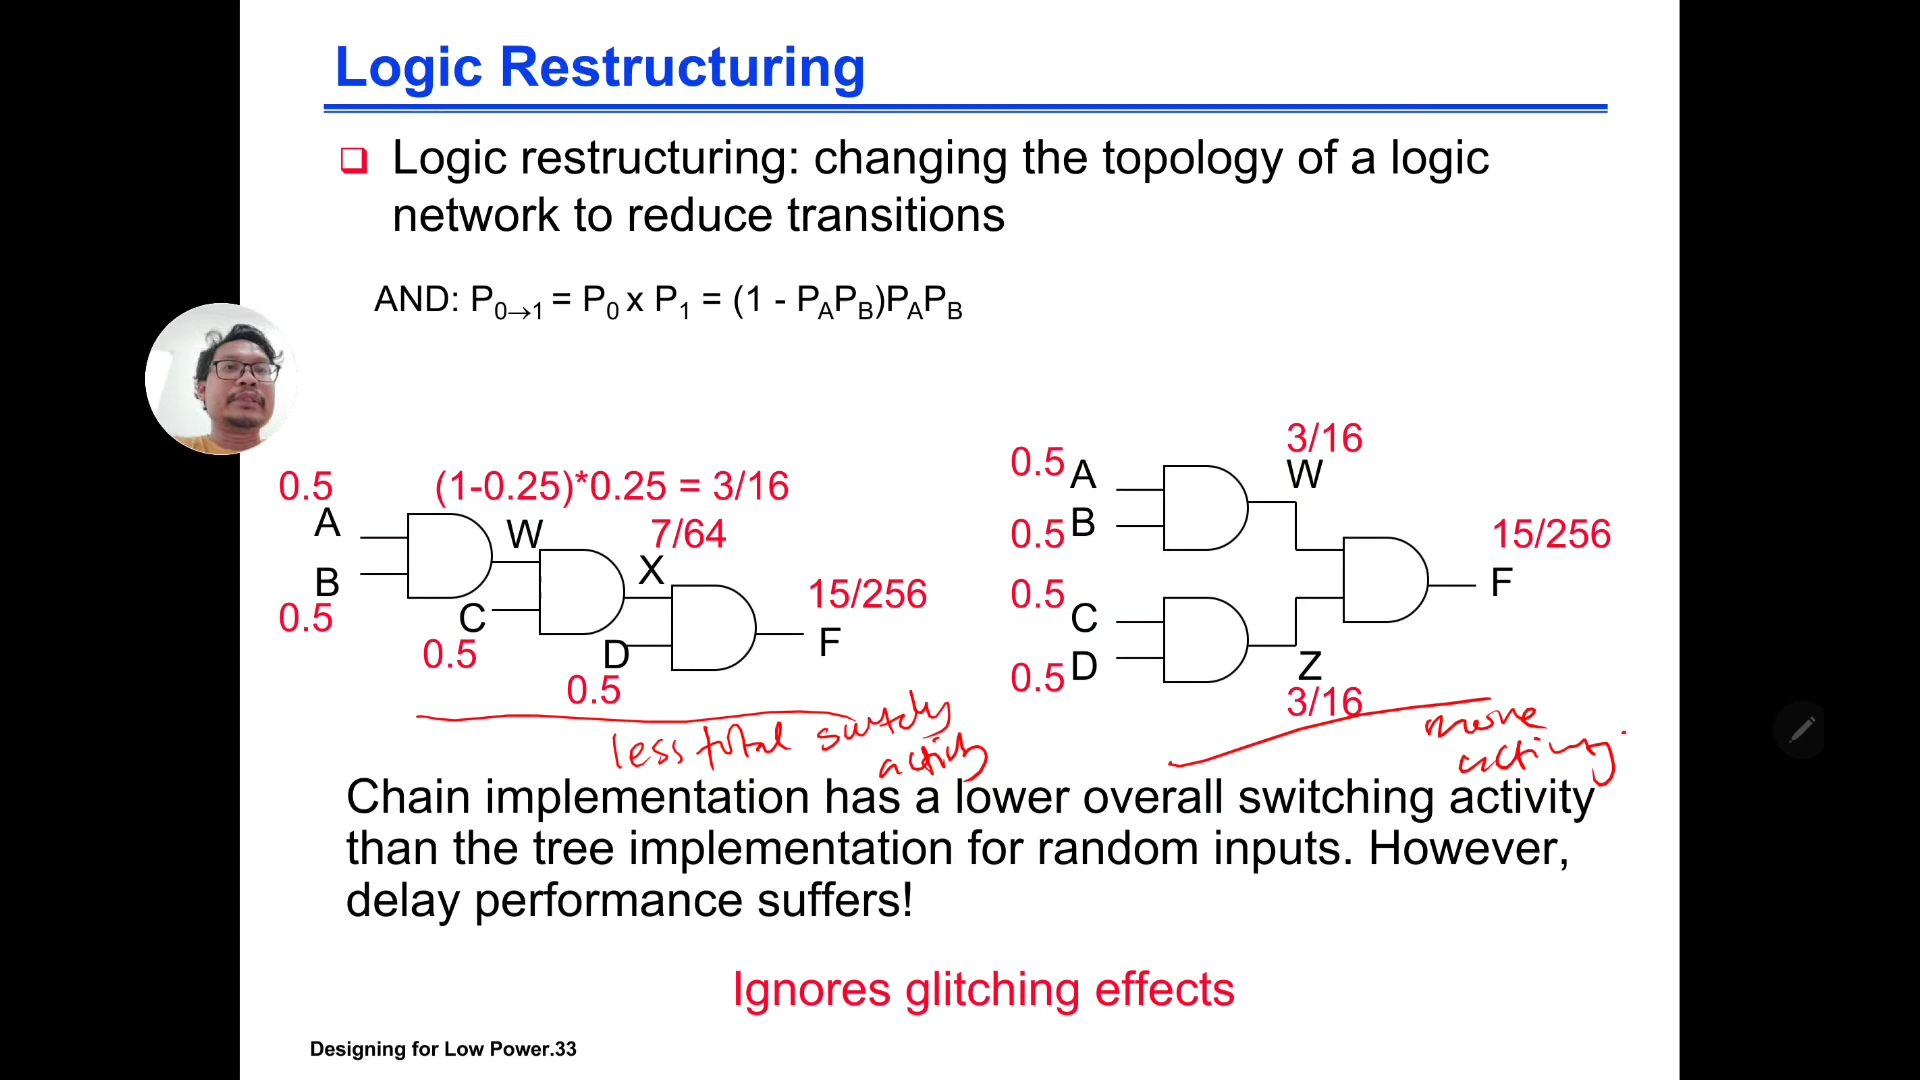 Logic Restructuring
❑ Logic restructuring: changing the topology of a logic
network to reduce transitions
AND: P0→1 = P0 x P1 = (1 - PAPB)PAPB
0.5
A
B
0.5
(1-0.25)*0.25 = 3/16
W
7/64
X
C
0.5
D
0.5
15/256
F
0.5 A
0.5 B
0.5 C
0.5 D
3/16
W
15/256
F
Z
3/16
less total
more
Chain implementation has a lower overall switching activity
than the tree implementation for random inputs. However,
delay performance suffers!
Ignores glitching effects
Designing for Low Power.33